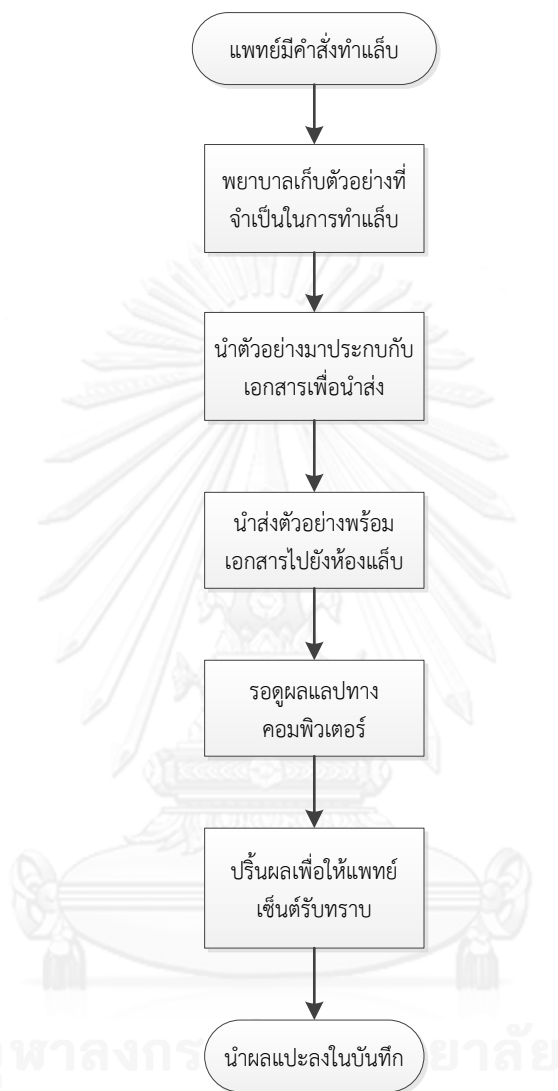 แพทย์มีคำสั่งทำแล็บ
พยาบาลเก็บตัวอย่างที่
จำเป็นในการทำแล็บ
นำตัวอย่างมาประกบกับ
เอกสารเพื่อนำส่ง
นำส่งตัวอย่างพร้อม
เอกสารไปยังห้องแล็บ
รอดูผลแลปทาง
คอมพิวเตอร์
ปริ้นผลเพื่อให้แพทย์
เซ็นต์รับทราบ
นำผลแปะลงในบันทึก